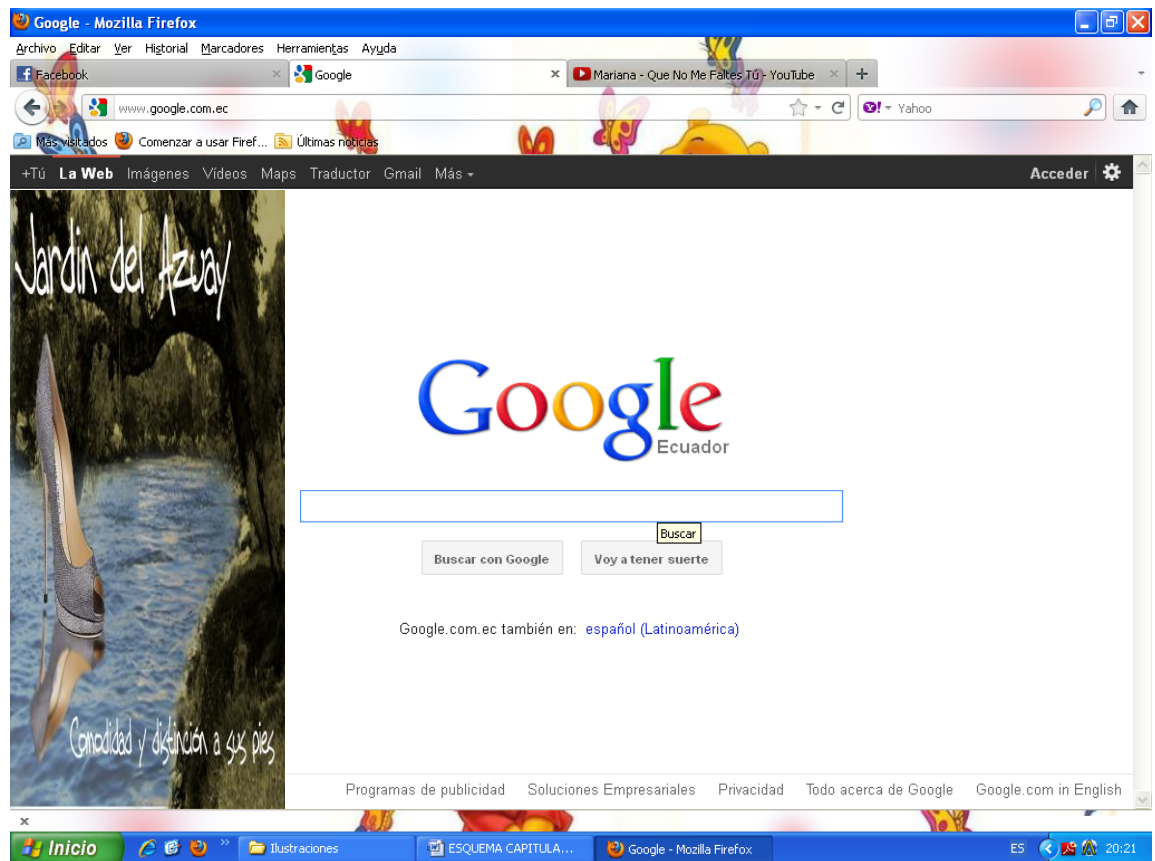 Google - Mozilla Firefox
Archivo Editar Ver Historial Marcadores Herramientas Ayuda
Facebook Google Mariana - Que No Me Faltes Tú - YouTube
www.google.com.ec Yahoo
Más visitados Comenzar a usar Firef... Últimas noticias
+Tú La Web Imágenes Vídeos Maps Traductor Gmail Más Acceder
Jardin del Azuay
Google
Ecuador
Buscar
Buscar con Google Voy a tener suerte
Google.com.ec también en: español (Latinoamérica)
Comodidad y distinción a sus pies
Programas de publicidad Soluciones Empresariales Privacidad Todo acerca de Google Google.com in English
Inicio Ilustraciones ESQUEMA CAPITULA... Google - Mozilla Firefox ES 20:21